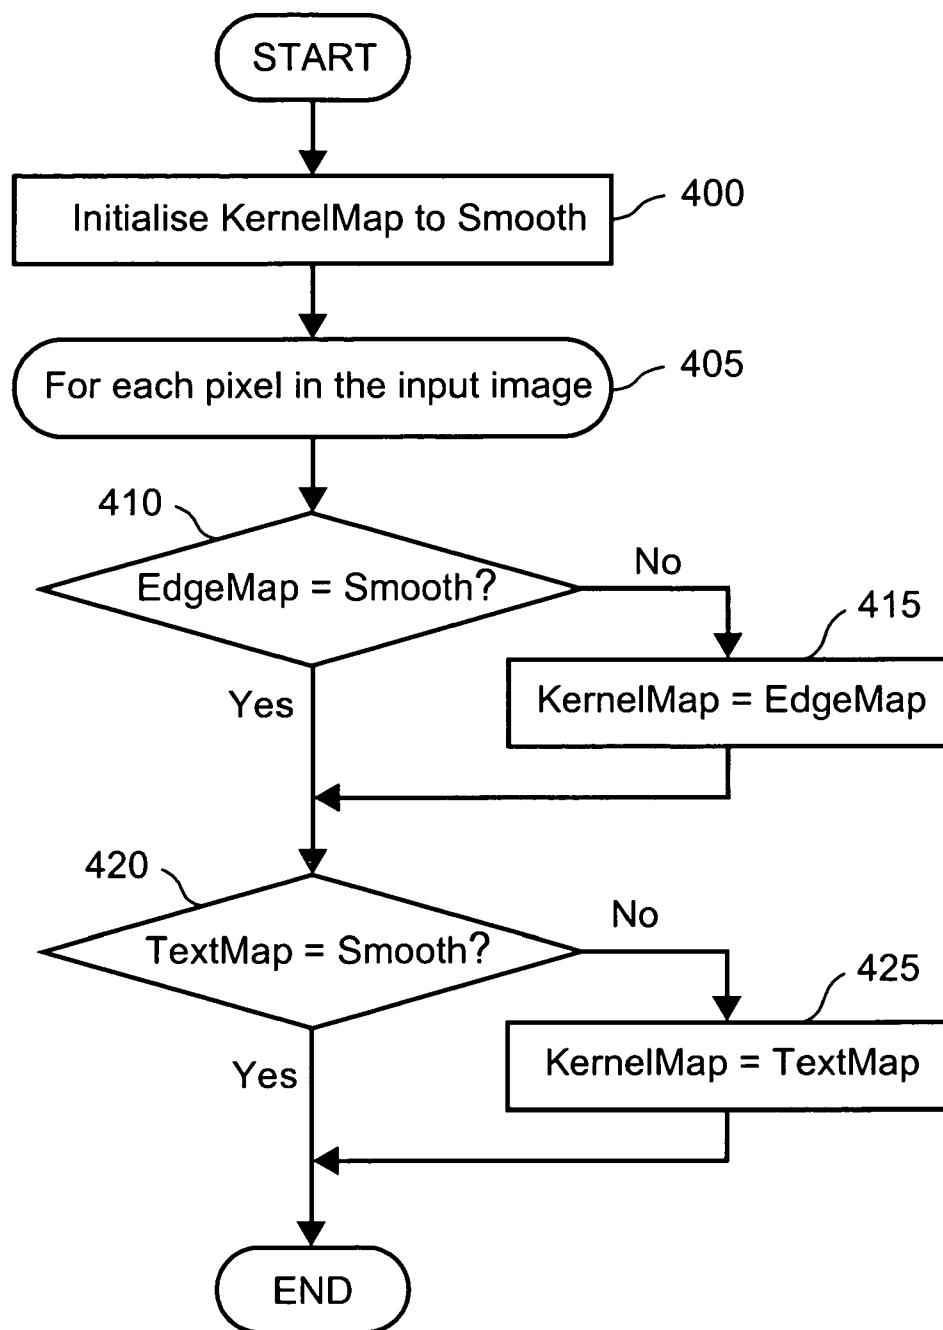 START
Initialise KernelMap to Smooth
400
For each pixel in the input image
405
410
EdgeMap = Smooth?
No
415
KernelMap = EdgeMap
Yes
420
TextMap = Smooth?
No
425
KernelMap = TextMap
Yes
END